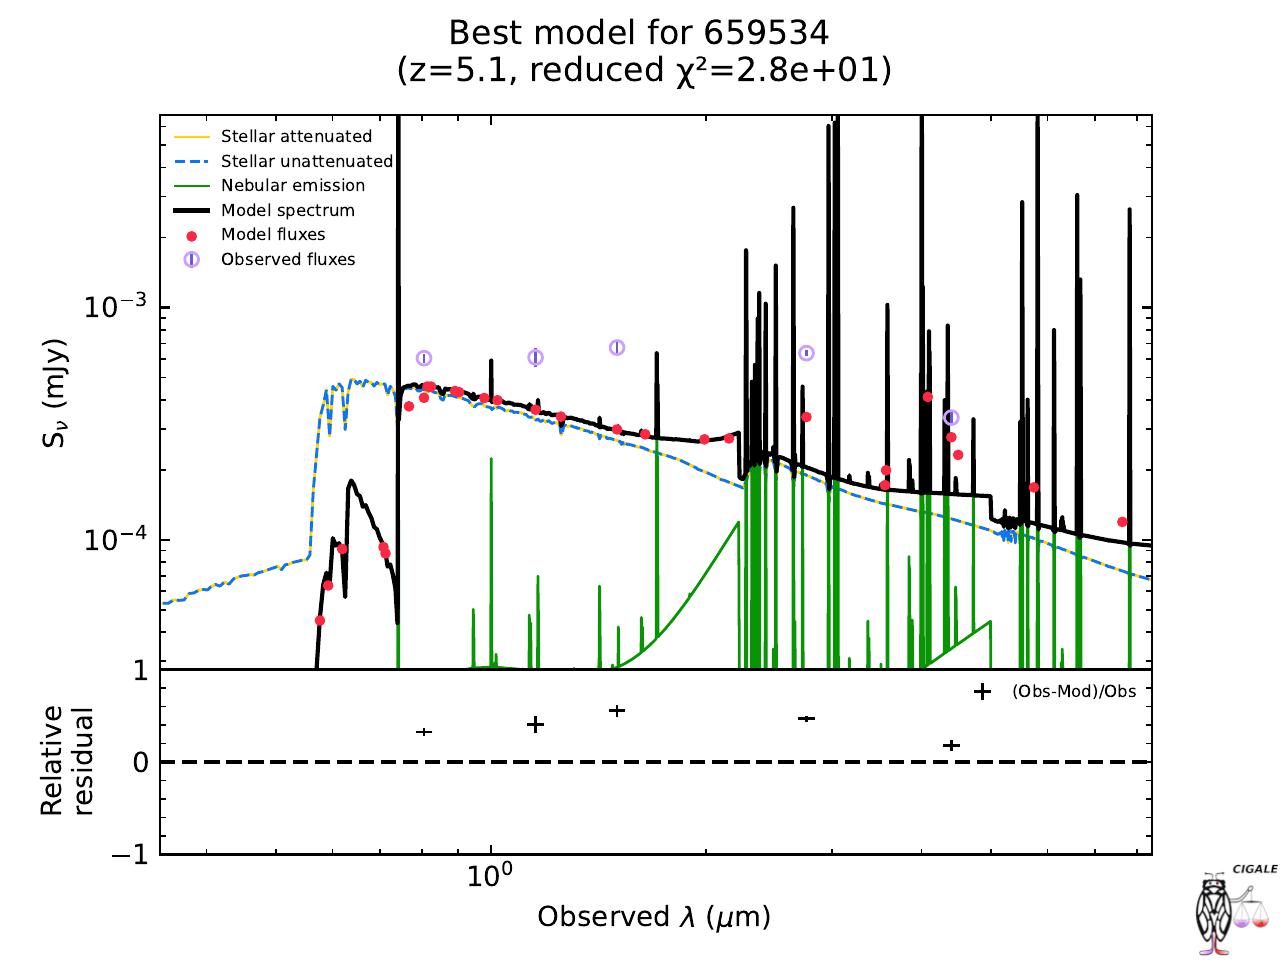 Best model for 659534
(z=5.1, reduced χ²=2.8e+01)
Stellar attenuated
Stellar unattenuated
Nebular emission
Model spectrum
Model fluxes
Observed fluxes
10⁻³
10⁻⁴
S_ν (mJy)
1
0
−1
Relative
residual
(Obs-Mod)/Obs
10⁰
Observed λ (μm)
CIGALE